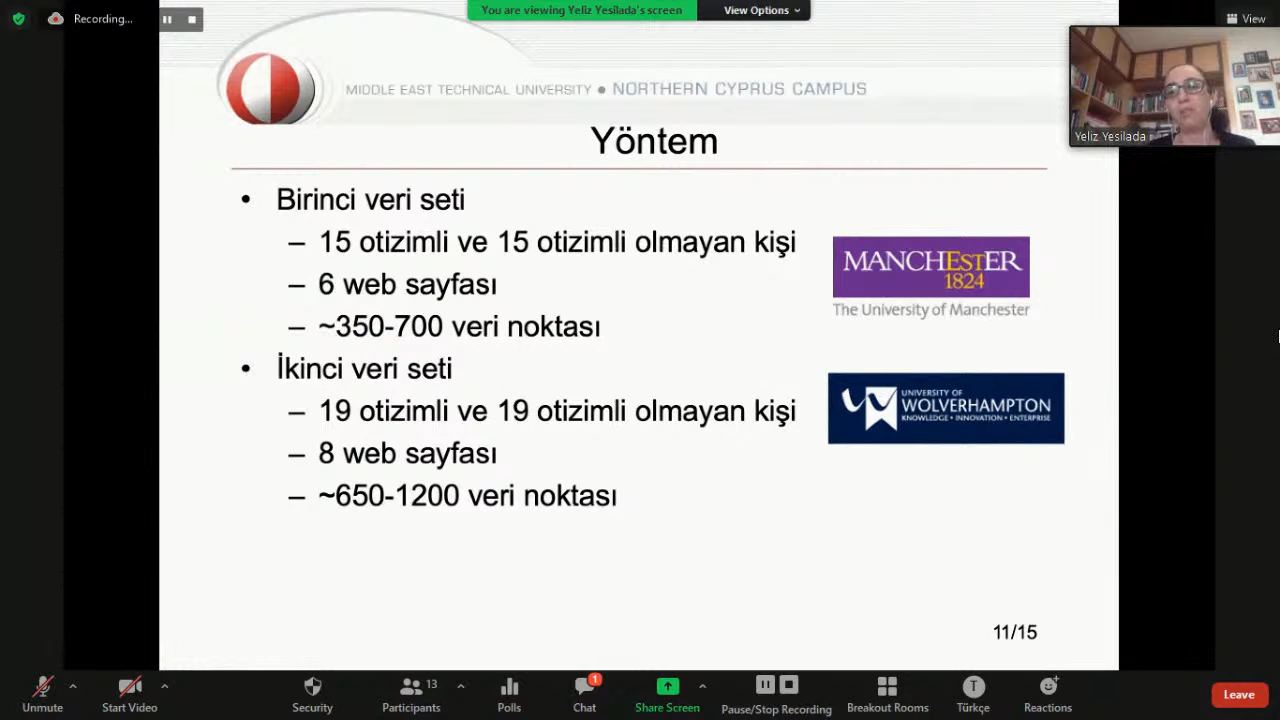 Recording...
You are viewing Yeliz Yesilada's screen
View Options
View
MIDDLE EAST TECHNICAL UNIVERSITY ● NORTHERN CYPRUS CAMPUS
Yeliz Yesilada
Yöntem
• Birinci veri seti
– 15 otizimli ve 15 otizimli olmayan kişi
– 6 web sayfası
– ~350-700 veri noktası
MANCHESTER
1824
The University of Manchester
• İkinci veri seti
– 19 otizimli ve 19 otizimli olmayan kişi
– 8 web sayfası
– ~650-1200 veri noktası
UNIVERSITY OF
WOLVERHAMPTON
KNOWLEDGE • INNOVATION • ENTERPRISE
11/15
Unmute
Start Video
Security
13
Participants
Polls
1
Chat
Share Screen
Pause/Stop Recording
Breakout Rooms
T
Türkçe
Reactions
Leave